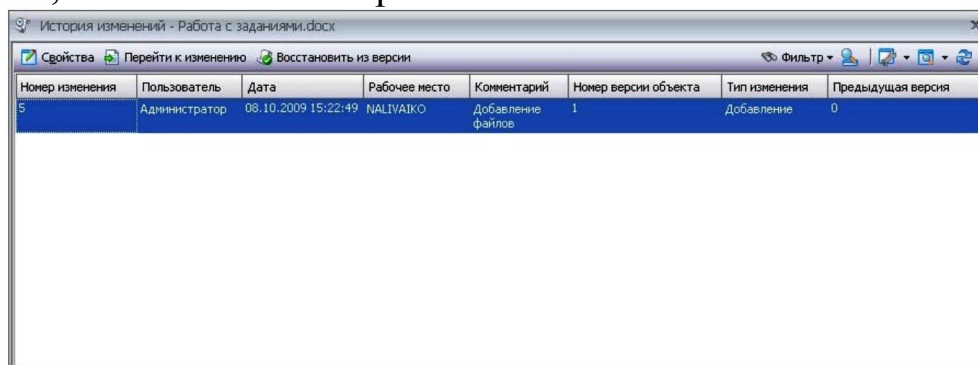 История изменений - Работа с заданиями.docx
Свойства Перейти к изменению Восстановить из версии Фильтр
Номер изменения Пользователь Дата Рабочее место Комментарий Номер версии объекта Тип изменения Предыдущая версия
5 Администратор 08.10.2009 15:22:49 NALIVAIKO Добавление 1 Добавление 0
файлов